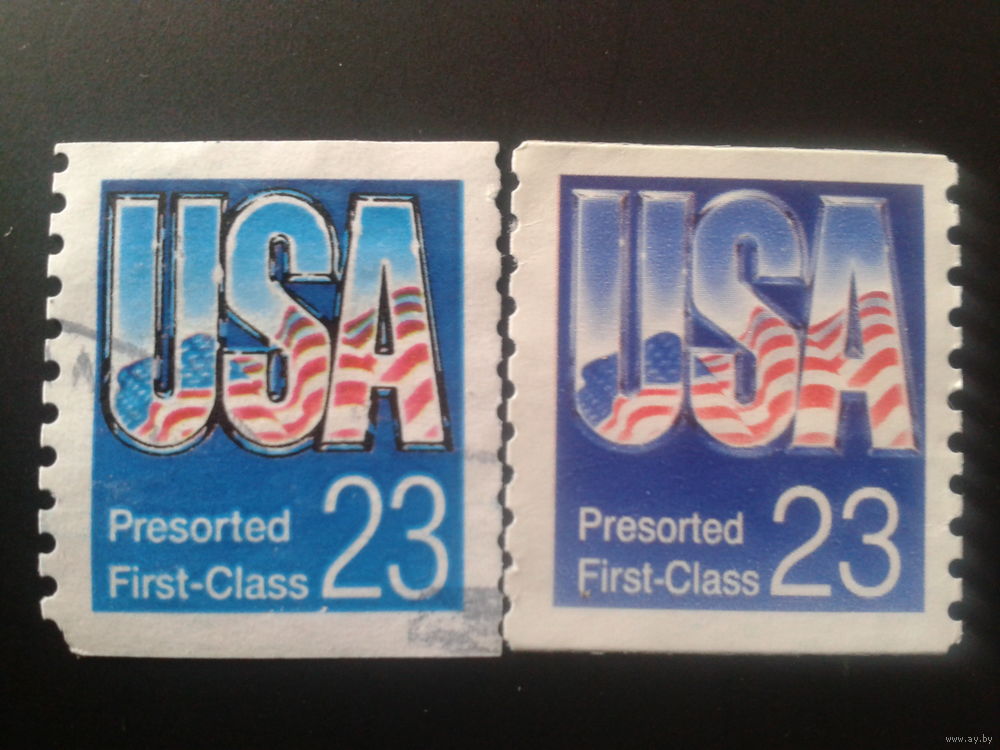 USA
Presorted
First-Class 23
USA
Presorted
First-Class 23
www.ay.by